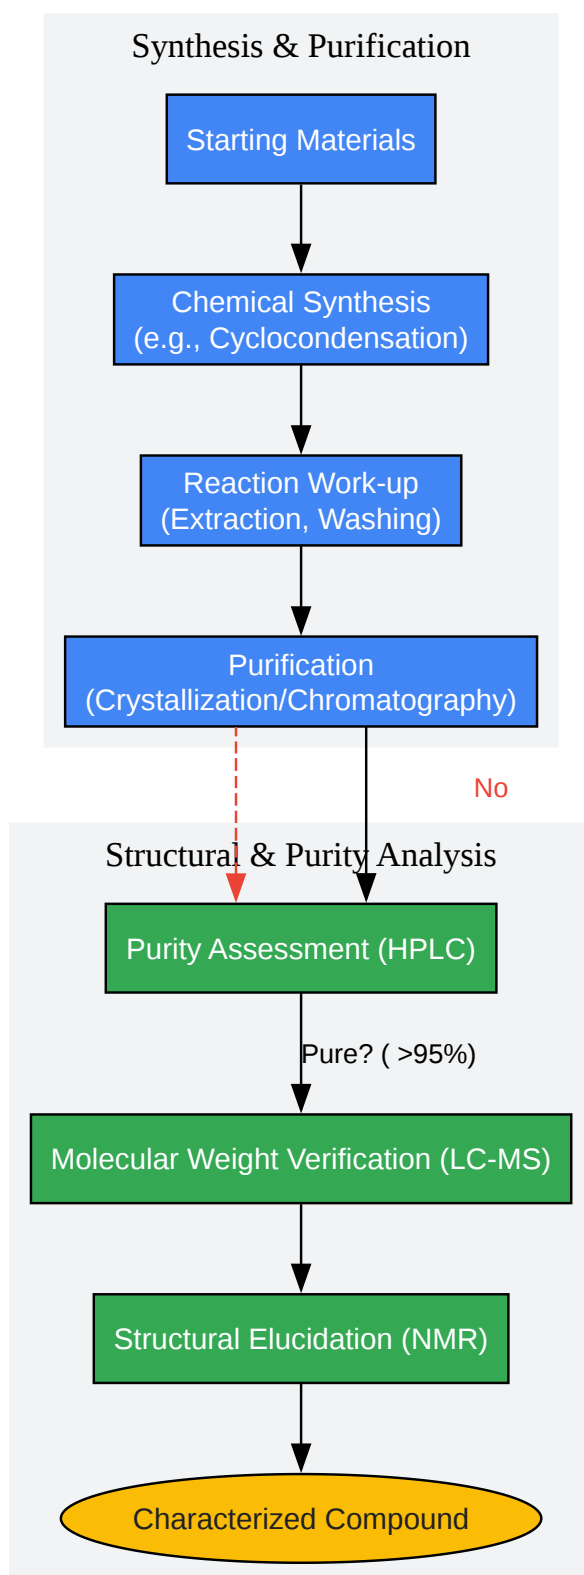 Synthesis & Purification
Starting Materials
Chemical Synthesis
(e.g., Cyclocondensation)
Reaction Work-up
(Extraction, Washing)
Purification
(Crystallization/Chromatography)
No
Structural & Purity Analysis
Purity Assessment (HPLC)
Pure? ( >95%)
Molecular Weight Verification (LC-MS)
Structural Elucidation (NMR)
Characterized Compound